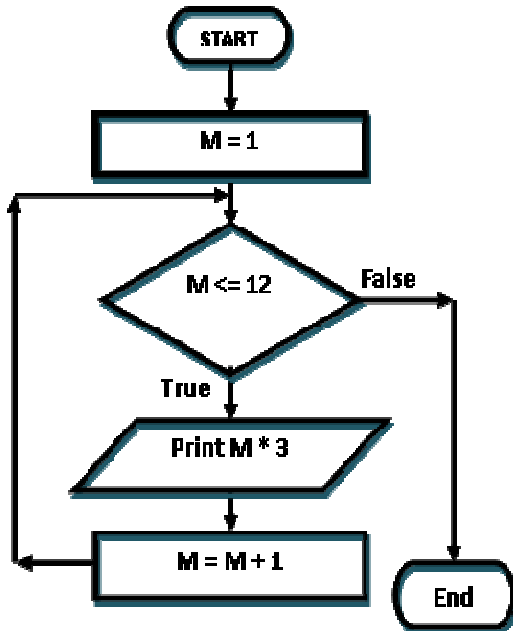 START
M = 1
M <= 12
False
True
Print M * 3
M = M + 1
End